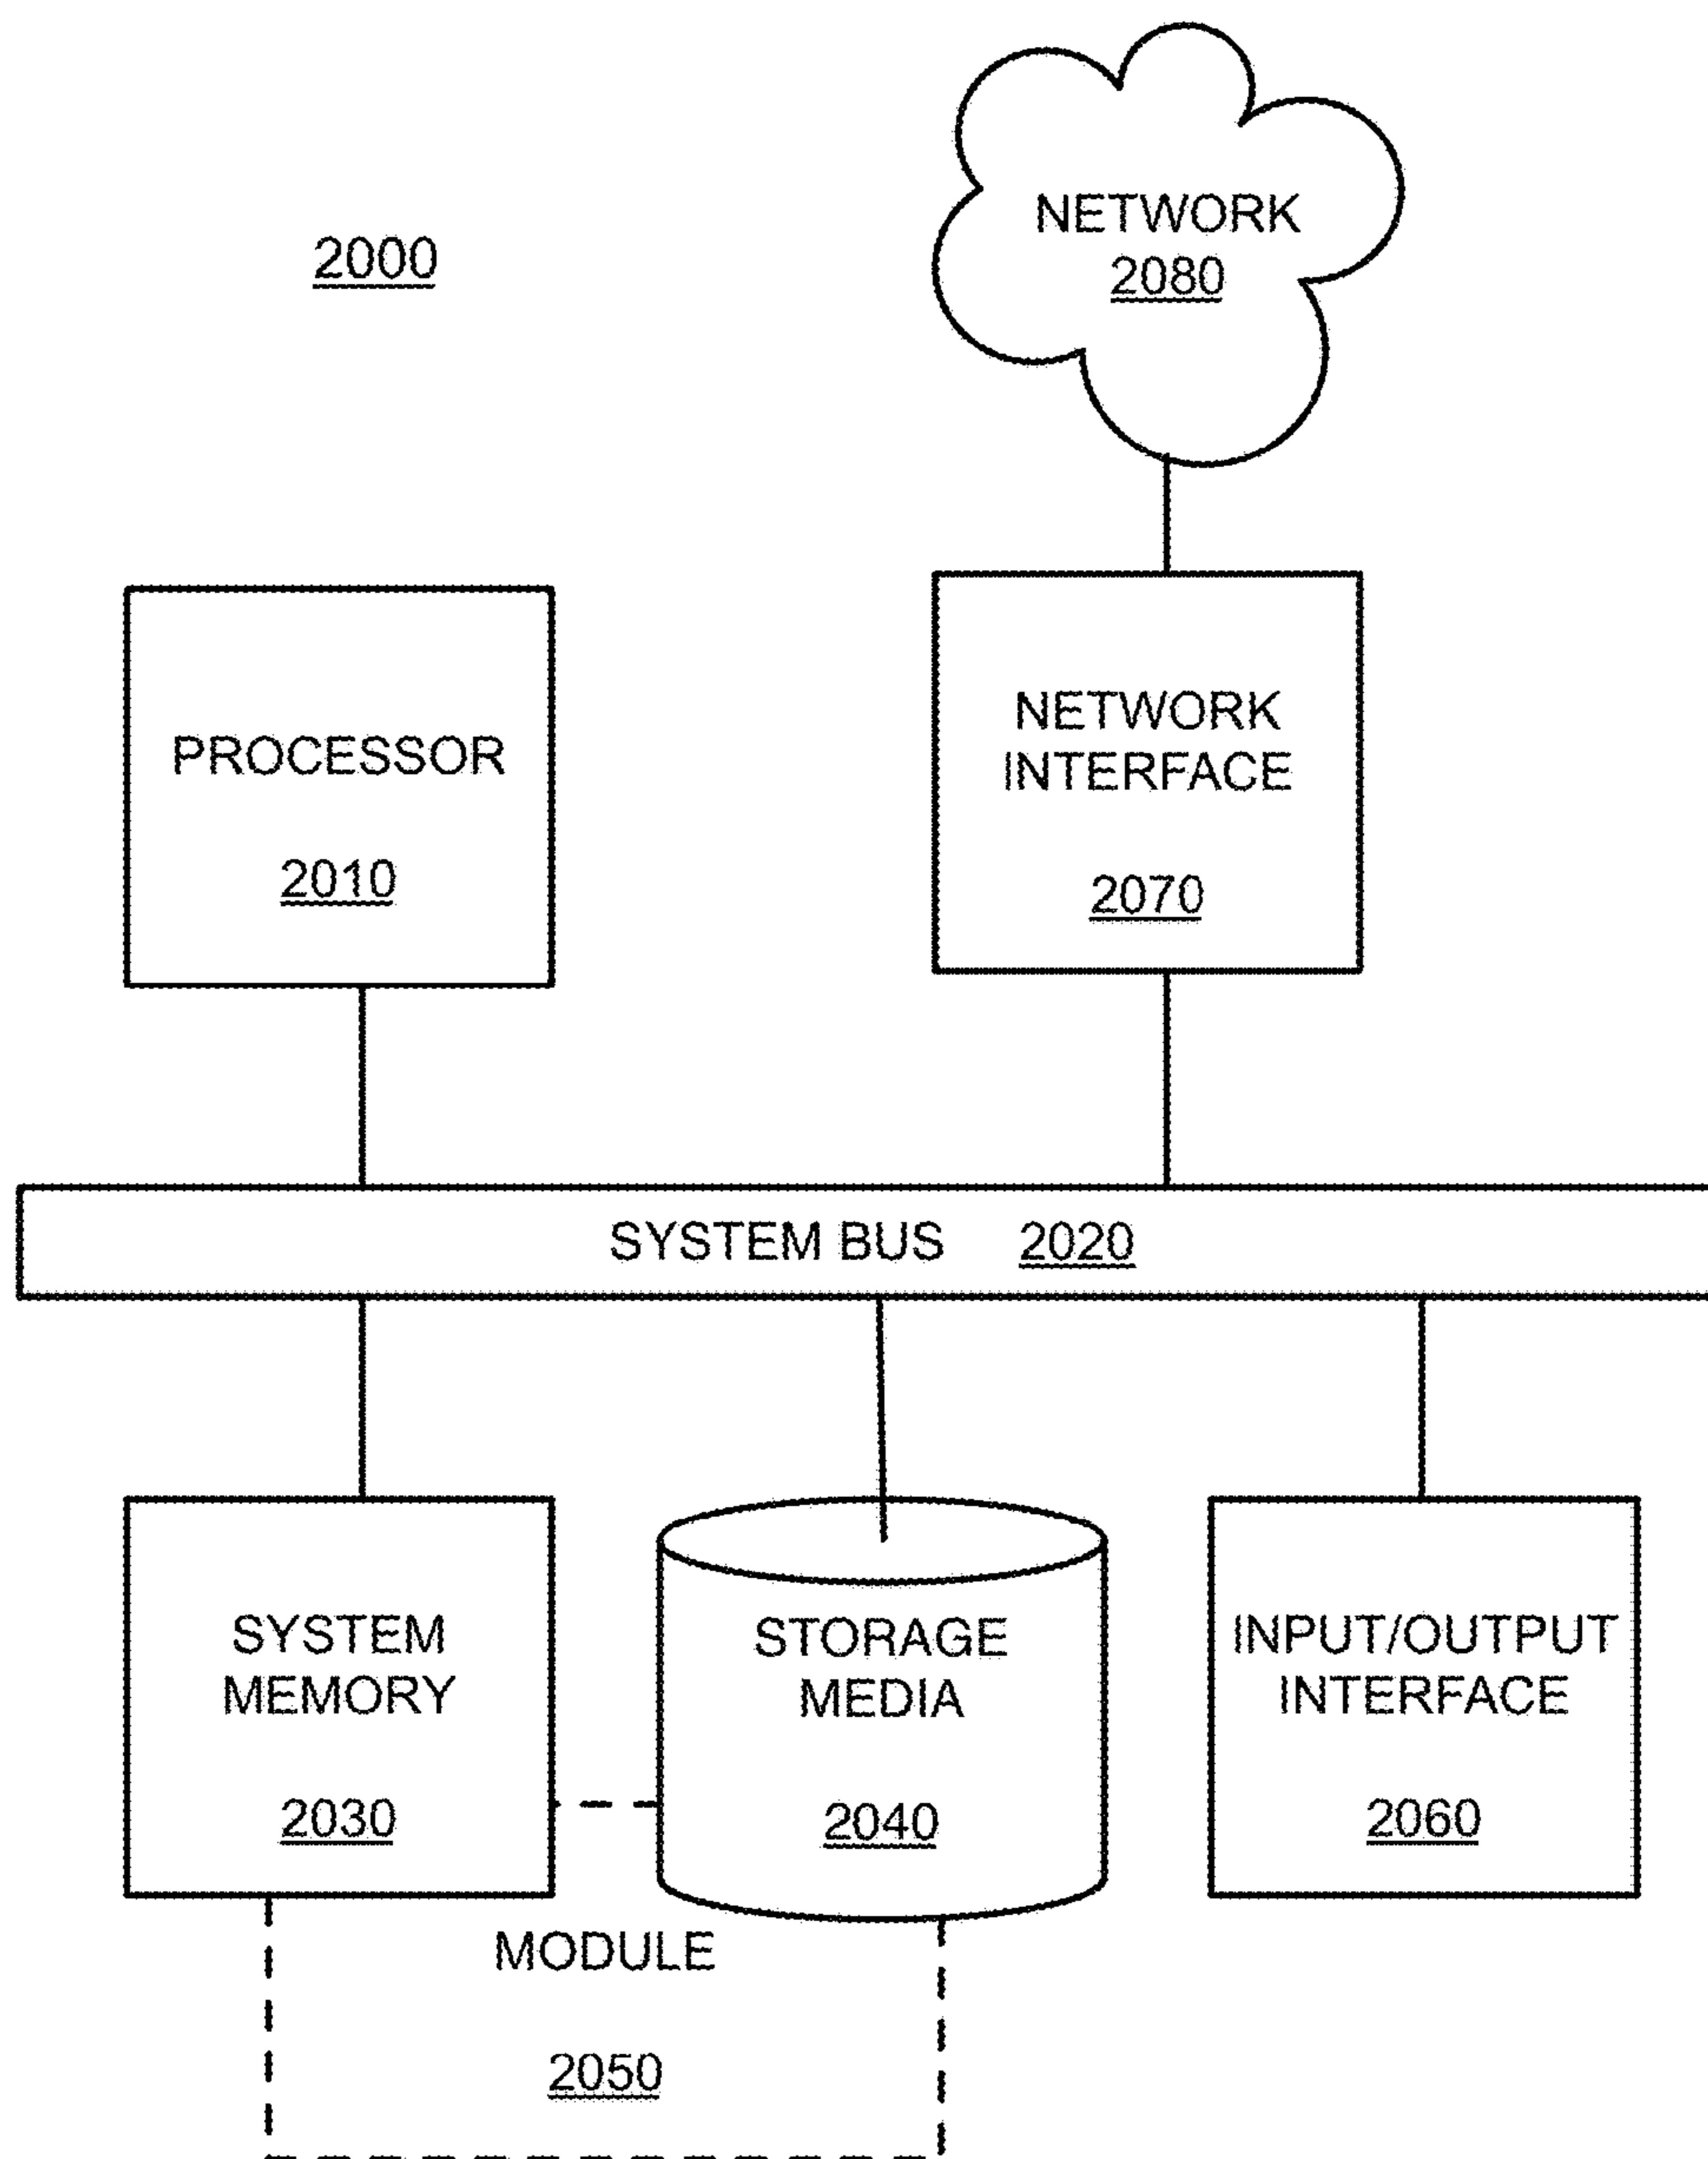 NETWORK
2080
2000
PROCESSOR
2010
NETWORK
INTERFACE
2070
SYSTEM BUS 2020
SYSTEM
MEMORY
2030
STORAGE
MEDIA
2040
INPUT/OUTPUT
INTERFACE
2060
MODULE
2050